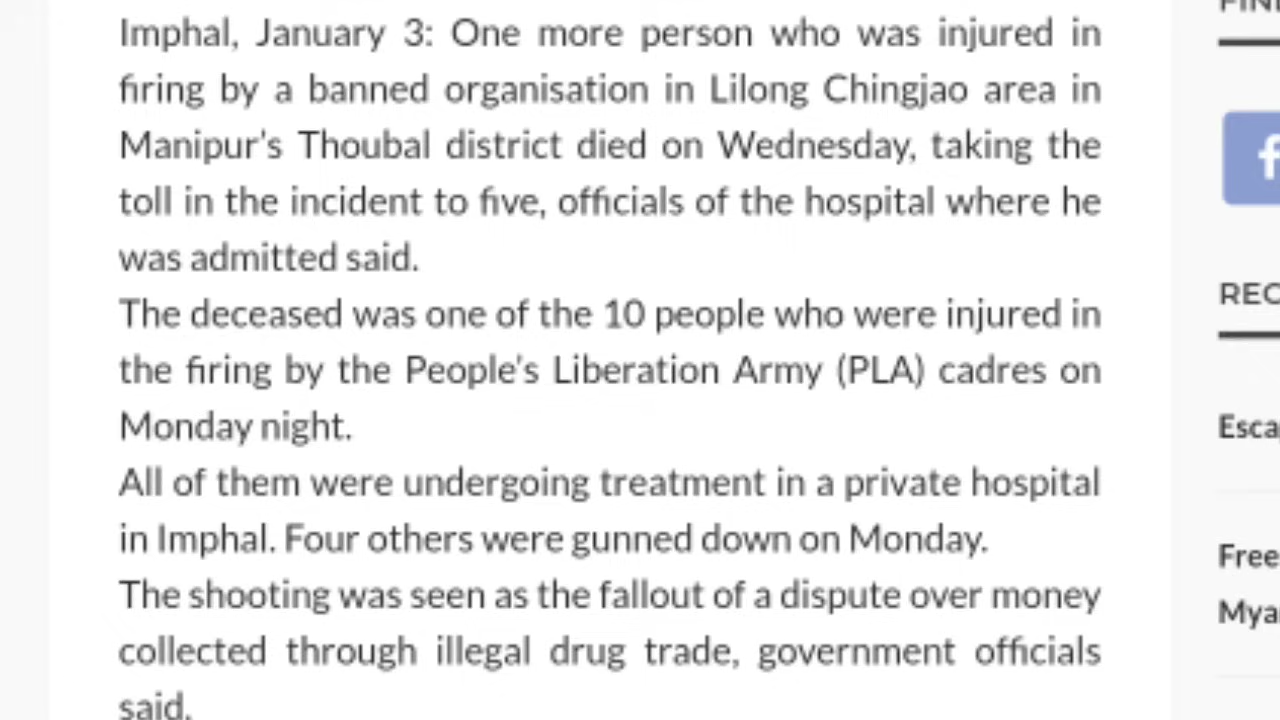 Imphal, January 3: One more person who was injured in
firing by a banned organisation in Lilong Chingjao area in
Manipur's Thoubal district died on Wednesday, taking the
toll in the incident to five, officials of the hospital where he
was admitted said.
The deceased was one of the 10 people who were injured in
the firing by the People's Liberation Army (PLA) cadres on
Monday night.
All of them were undergoing treatment in a private hospital
in Imphal. Four others were gunned down on Monday.
The shooting was seen as the fallout of a dispute over money
collected through illegal drug trade, government officials
said.
REC
Esca
Free
Mya